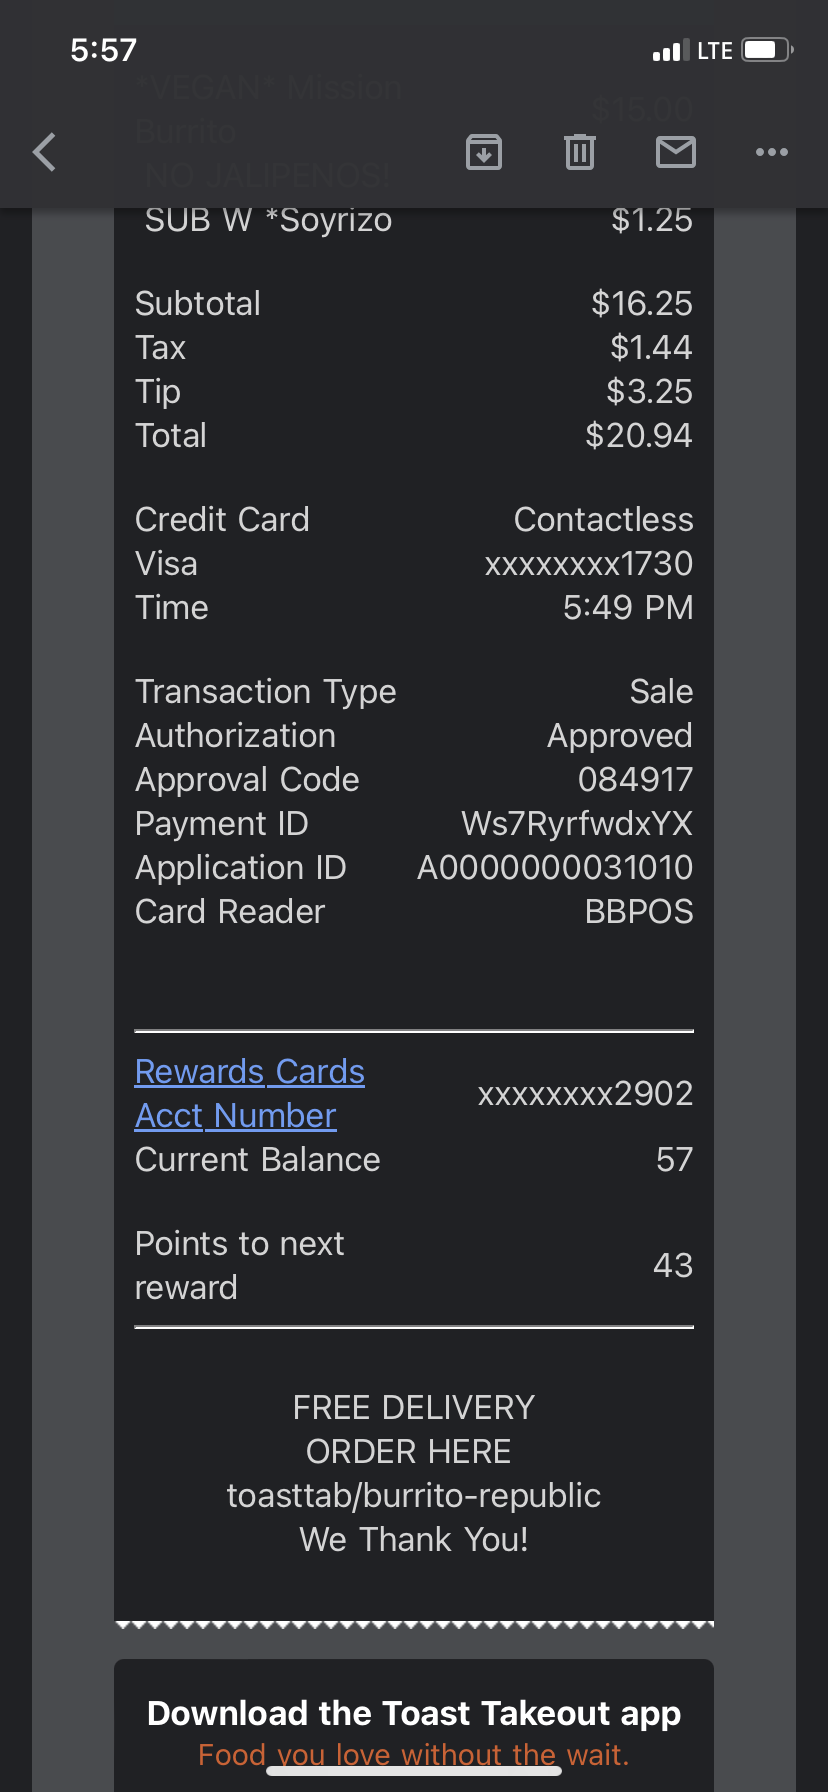 5:57
LTE
*VEGAN* Mission
Burrito
$15.00
NO JALIPENOS!
SUB W *Soyrizo $1.25
Subtotal $16.25
Tax $1.44
Tip $3.25
Total $20.94
Credit Card Contactless
Visa xxxxxxxx1730
Time 5:49 PM
Transaction Type Sale
Authorization Approved
Approval Code 084917
Payment ID Ws7RyrfwdxYX
Application ID A0000000031010
Card Reader BBPOS
Rewards Cards
Acct Number
xxxxxxxx2902
Current Balance 57
Points to next
reward
43
FREE DELIVERY
ORDER HERE
toasttab/burrito-republic
We Thank You!
Download the Toast Takeout app
Food you love without the wait.